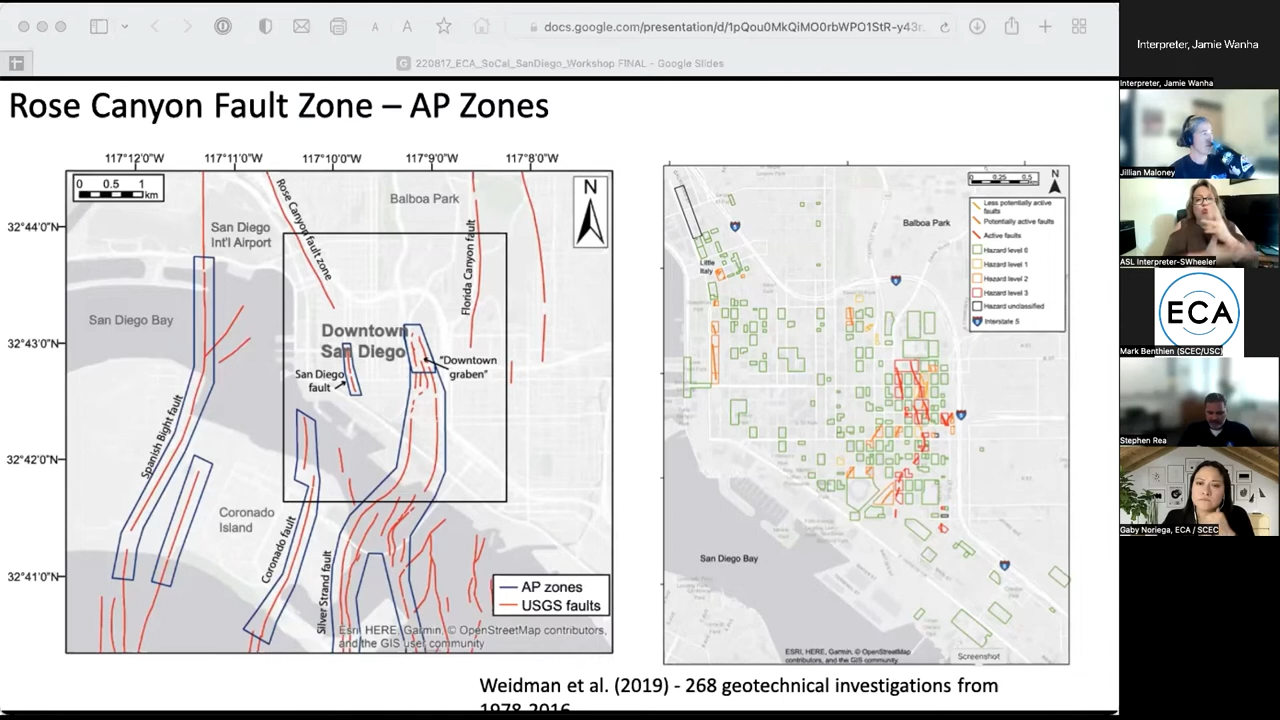 docs.google.com/presentation/d/1pQou0MkQiMO0rbWPO1StR-y43r.
220817_ECA_SoCal_SanDiego_Workshop FINAL - Google Slides
Rose Canyon Fault Zone – AP Zones
117°12'0"W 117°11'0"W 117°10'0"W 117°9'0"W 117°8'0"W
0 0.5 1
km
N
32°44'0"N
32°43'0"N
32°42'0"N
32°41'0"N
San Diego
Int'l Airport
Rose Canyon fault zone
Balboa Park
Florida Canyon fault
San Diego Bay
Downtown
San Diego
San Diego
fault
"Downtown
graben"
Spanish Bight fault
Coronado
Island
Coronado fault
Silver Strand fault
AP zones
USGS faults
Esri, HERE, Garmin, © OpenStreetMap contributors,
and the GIS user community
0 0.25 0.5
N
Less potentially active
faults
Potentially active faults
Active faults
Hazard level 0
Hazard level 1
Hazard level 2
Hazard level 3
Hazard unclassified
Interstate 5
Balboa Park
Little
Italy
San Diego Bay
ESRI, HERE, Garmin, © OpenStreetMap
contributors, and the GIS community
Screenshot
Weidman et al. (2019) - 268 geotechnical investigations from
1978-2016
Interpreter, Jamie Wanha
Interpreter, Jamie Wanha
Jillian Maloney
ASL Interpreter-SWheeler
ECA
Mark Benthien (SCEC/USC)
Stephen Rea
Gaby Noriega, ECA / SCEC